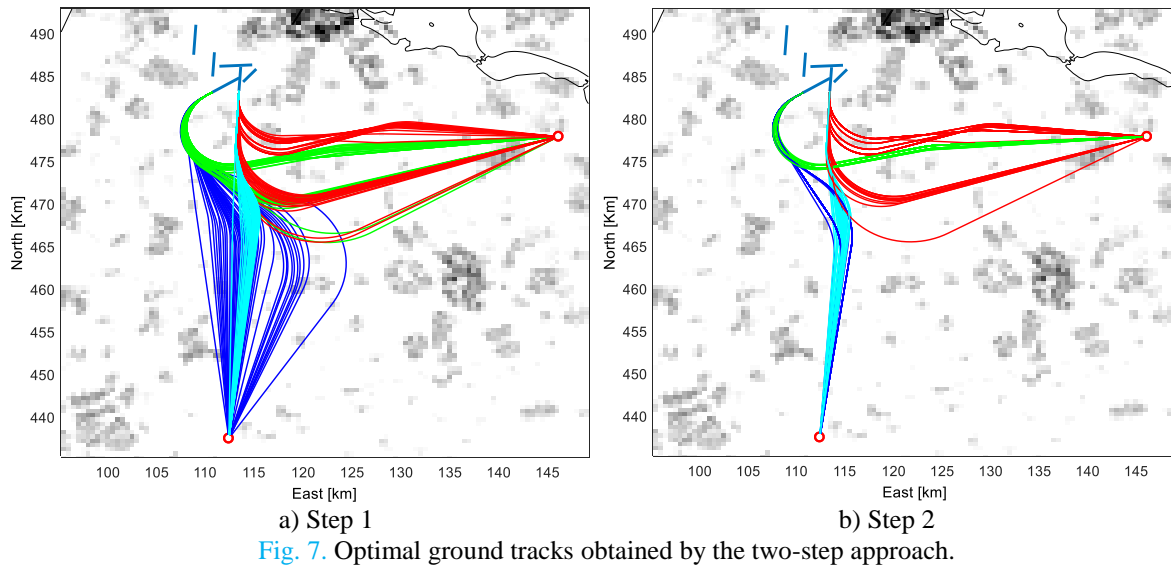 490
485
480
475
470
465
460
455
450
445
440
North [Km]
100 105 110 115 120 125 130 135 140 145
East [km]
a) Step 1
490
485
480
475
470
465
460
455
450
445
440
North [Km]
100 105 110 115 120 125 130 135 140 145
East [km]
b) Step 2
Fig. 7. Optimal ground tracks obtained by the two-step approach.